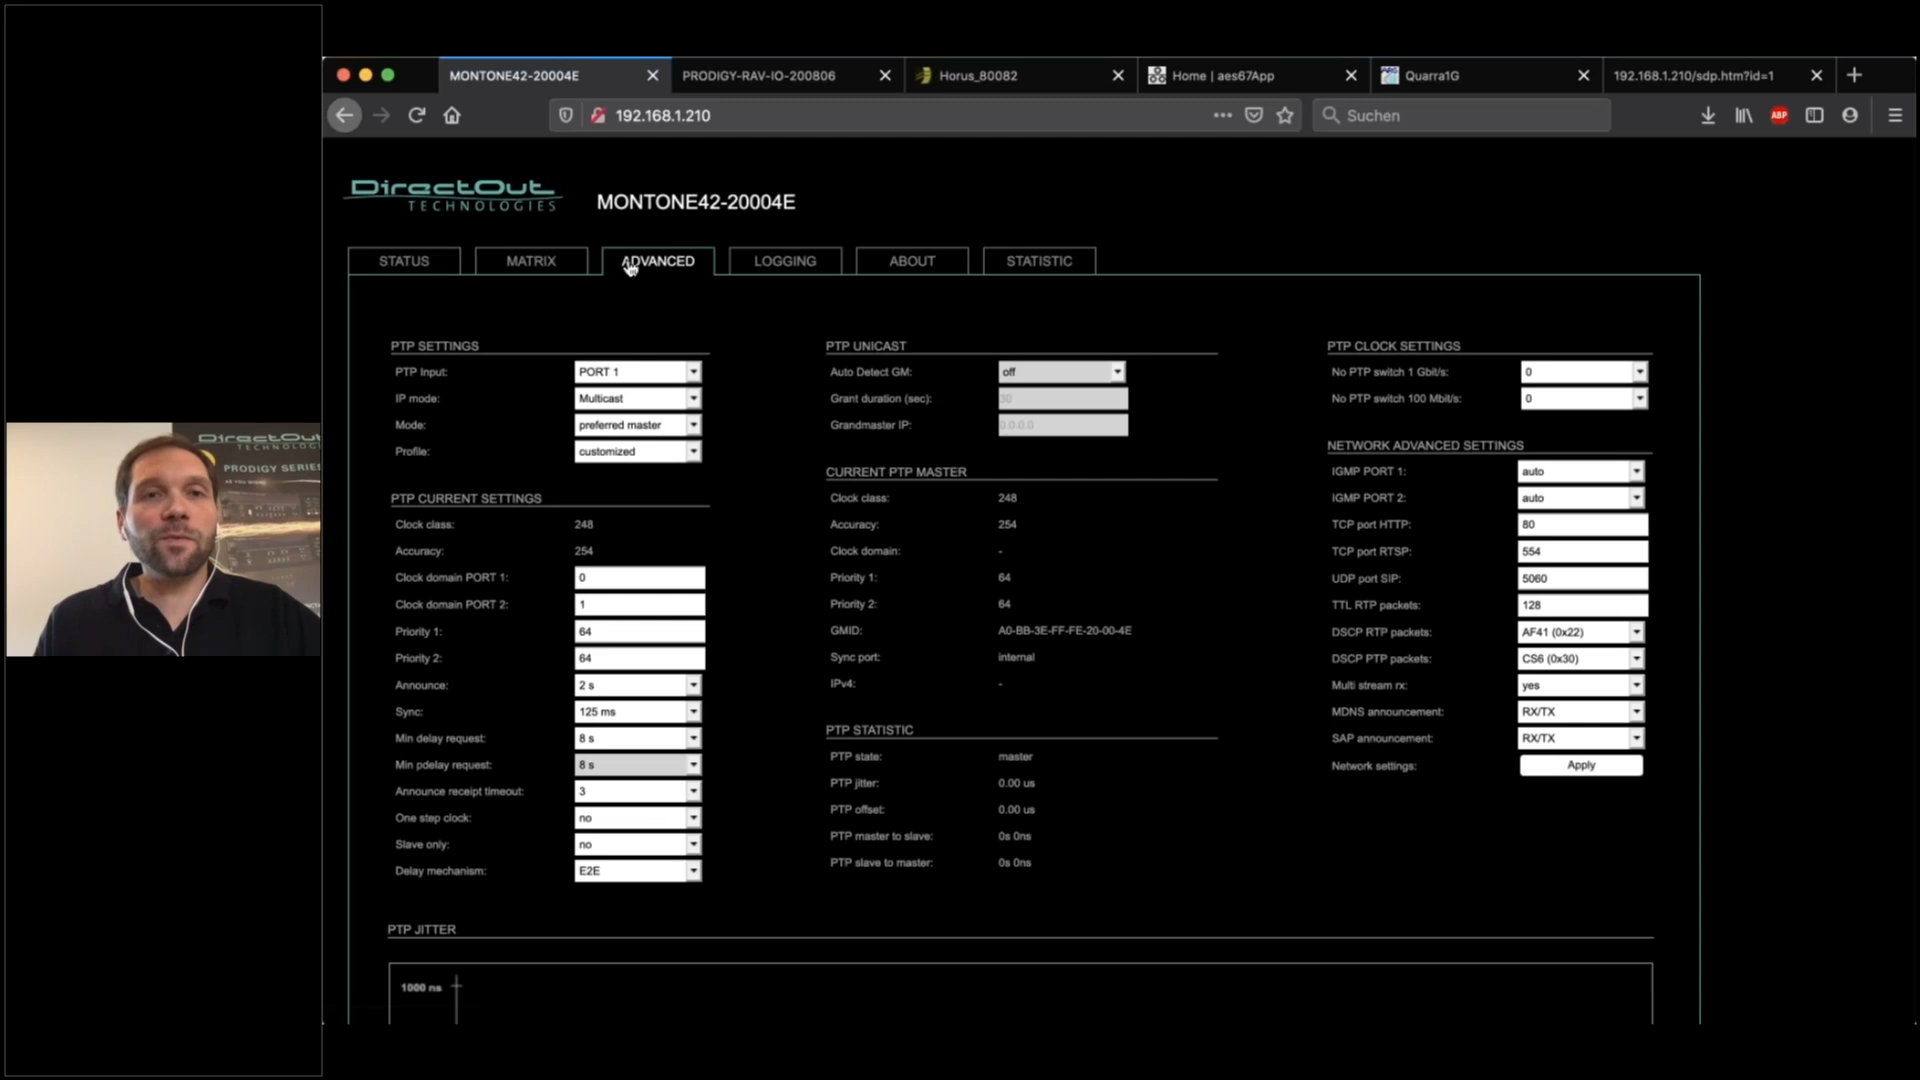 MONTONE42-20004E
PRODIGY-RAV-IO-200806
Horus_80082
Home | aes67App
Quarra1G
192.168.1.210/sdp.htm?id=1
192.168.1.210
Suchen
ABP
DirectOut
TECHNOLOGIES
MONTONE42-20004E
STATUS
MATRIX
ADVANCED
LOGGING
ABOUT
STATISTIC
PTP SETTINGS
PTP Input: PORT 1
IP mode: Multicast
Mode: preferred master
Profile: customized
PTP CURRENT SETTINGS
Clock class: 248
Accuracy: 254
Clock domain PORT 1: 0
Clock domain PORT 2: 1
Priority 1: 64
Priority 2: 64
Announce: 2 s
Sync: 125 ms
Min delay request: 8 s
Min pdelay request: 8 s
Announce receipt timeout: 3
One step clock: no
Slave only: no
Delay mechanism: E2E
PTP UNICAST
Auto Detect GM: off
Grant duration (sec): 30
Grandmaster IP: 0.0.0.0
CURRENT PTP MASTER
Clock class: 248
Accuracy: 254
Clock domain: -
Priority 1: 64
Priority 2: 64
GMID: A0-BB-3E-FF-FE-20-00-4E
Sync port: internal
IPv4: -
PTP STATISTIC
PTP state: master
PTP jitter: 0.00 us
PTP offset: 0.00 us
PTP master to slave: 0s 0ns
PTP slave to master: 0s 0ns
PTP CLOCK SETTINGS
No PTP switch 1 Gbit/s: 0
No PTP switch 100 Mbit/s: 0
NETWORK ADVANCED SETTINGS
IGMP PORT 1: auto
IGMP PORT 2: auto
TCP port HTTP: 80
TCP port RTSP: 554
UDP port SIP: 5060
TTL RTP packets: 128
DSCP RTP packets: AF41 (0x22)
DSCP PTP packets: CS6 (0x30)
Multi stream rx: yes
MDNS announcement: RX/TX
SAP announcement: RX/TX
Network settings: Apply
PTP JITTER
1000 ns
DirectOut
TECHNOLOG
PRODIGY SERIES